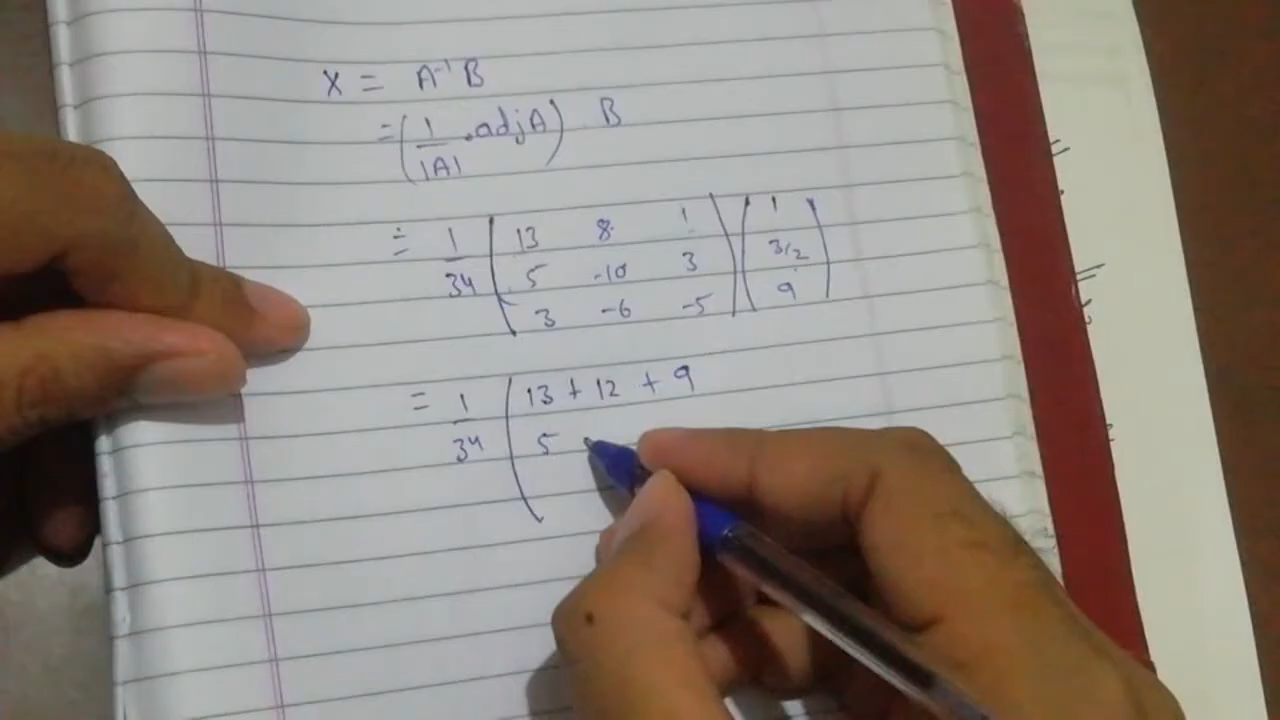 X = A⁻¹B
= (1/|A| . adjA) B
= 1/34 (13 8 1) (1)
5 -10 3 3/2
3 -6 -5 9
= 1/34 (13 + 12 + 9
5